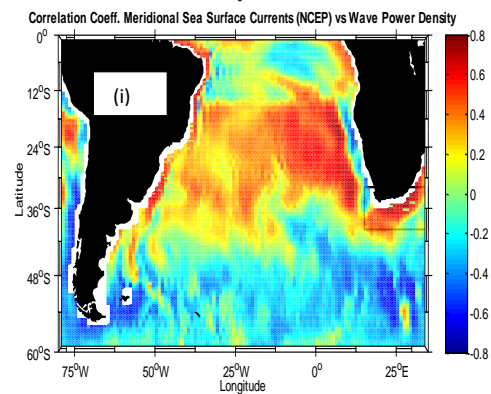 Correlation Coeff. Meridional Sea Surface Currents (NCEP) vs Wave Power Density
(i)
0°
12°S
24°S
36°S
48°S
60°S
Latitude
75°W
50°W
25°W
0°
25°E
Longitude
0.8
0.6
0.4
0.2
0
-0.2
-0.4
-0.6
-0.8